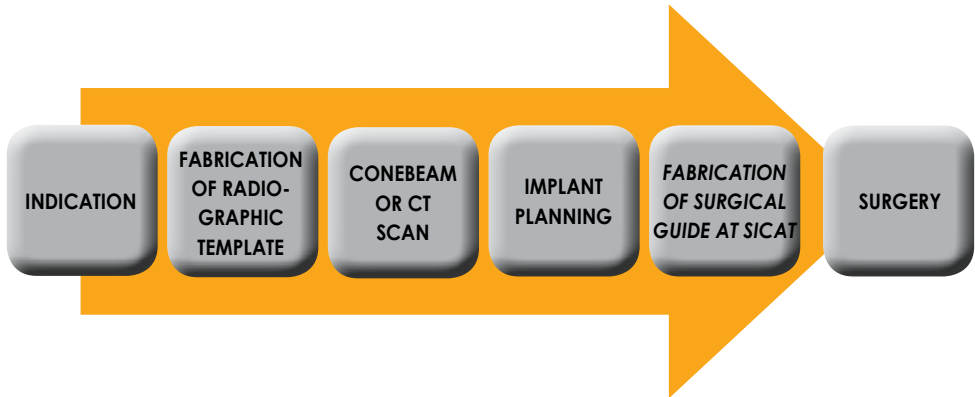 INDICATION
FABRICATION
OF RADIO-
GRAPHIC
TEMPLATE
CONEBEAM
OR CT
SCAN
IMPLANT
PLANNING
FABRICATION
OF SURGICAL
GUIDE AT SICAT
SURGERY